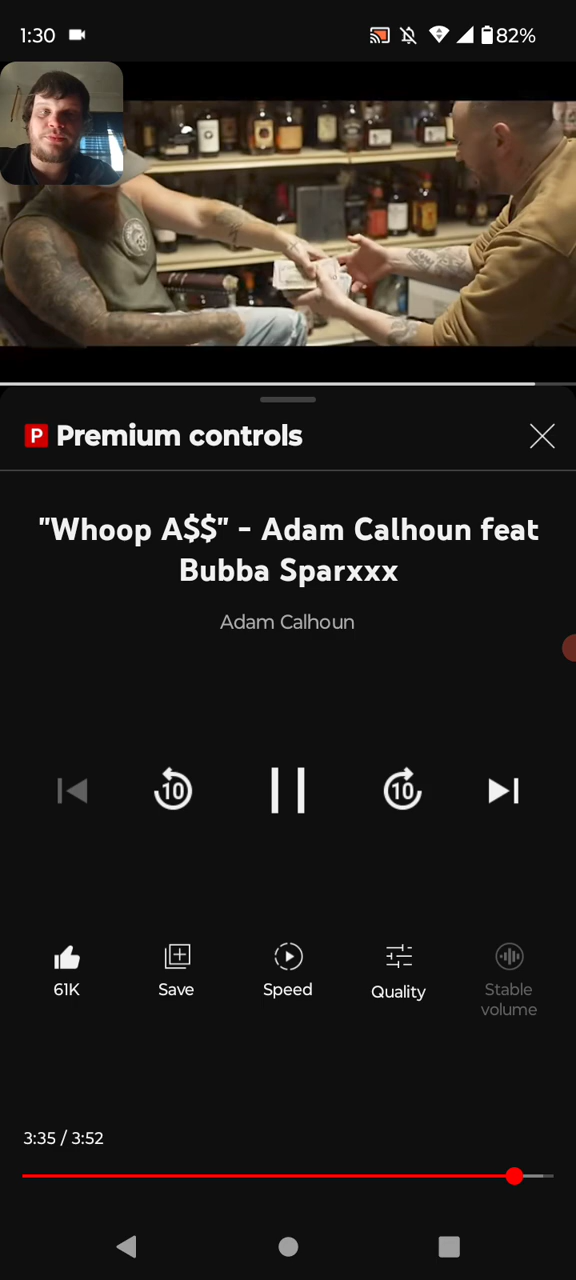 1:30 82%
P Premium controls
"Whoop A$$" - Adam Calhoun feat
Bubba Sparxxx
Adam Calhoun
10 10
61K Save Speed Quality Stable
volume
3:35 / 3:52